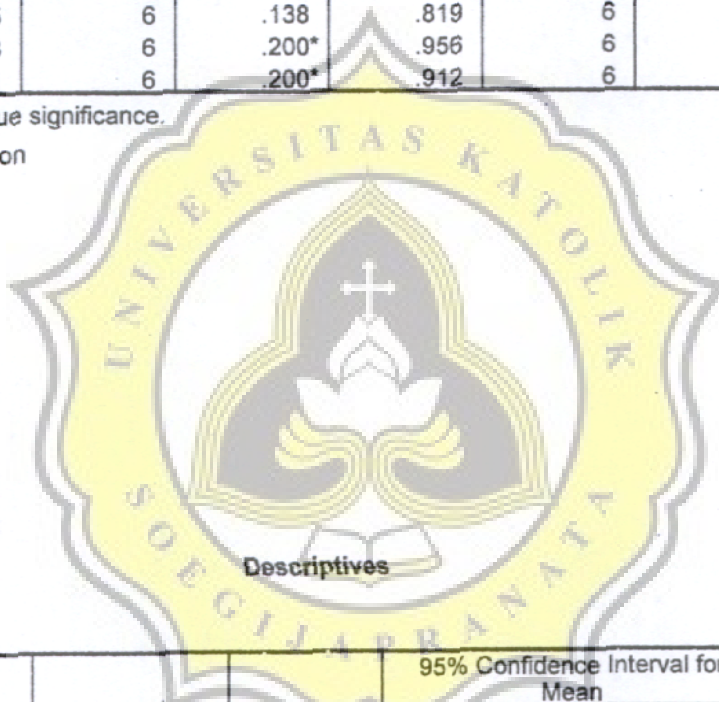 6 .138 .819 6
6 .200* .956 6
6 .200* .912 6
ue significance.
on
UNIVERSITAS KATOLIK
SOEGIJAPRANATA
Descriptives
95% Confidence Interval for
Mean